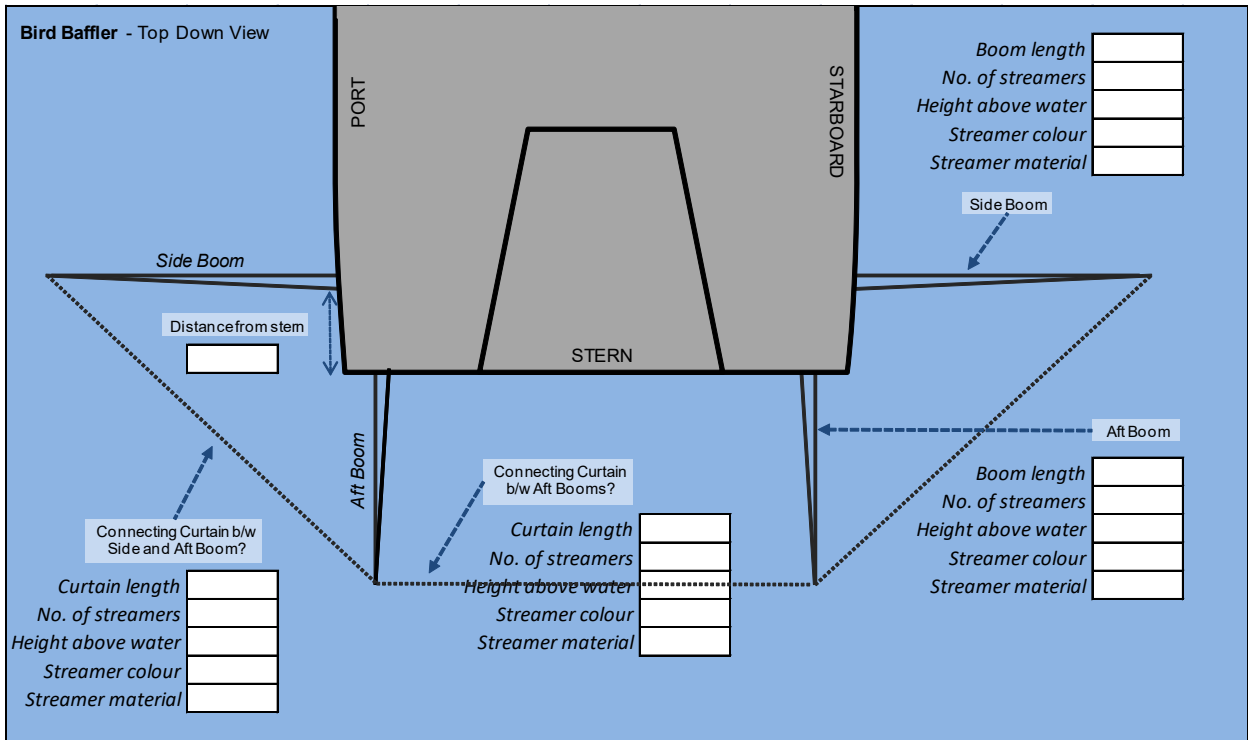 Bird Baffler - Top Down View
PORT
STARBOARD
Boom length
No. of streamers
Height above water
Streamer colour
Streamer material
Side Boom
Side Boom
Distance from stern
STERN
Aft Boom
Aft Boom
Connecting Curtain
b/w Aft Booms?
Connecting Curtain b/w
Side and Aft Boom?
Curtain length
No. of streamers
Height above water
Streamer colour
Streamer material
Curtain length
No. of streamers
Height above water
Streamer colour
Streamer material
Boom length
No. of streamers
Height above water
Streamer colour
Streamer material